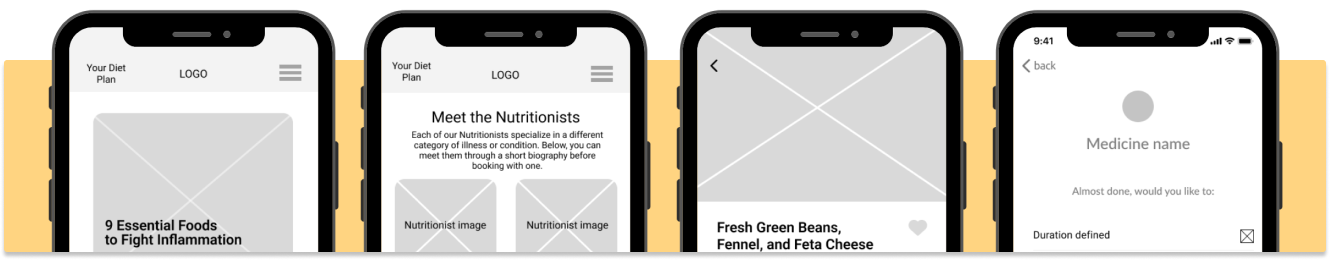 Your Diet
Plan
LOGO
9 Essential Foods
to Fight Inflammation
Your Diet
Plan
LOGO
Meet the Nutritionists
Each of our Nutritionists specialize in a different
category of illness or condition. Below, you can
meet them through a short biography before
booking with one.
Nutritionist image
Nutritionist image
Fresh Green Beans,
Fennel, and Feta Cheese
9:41
back
Medicine name
Almost done, would you like to:
Duration defined